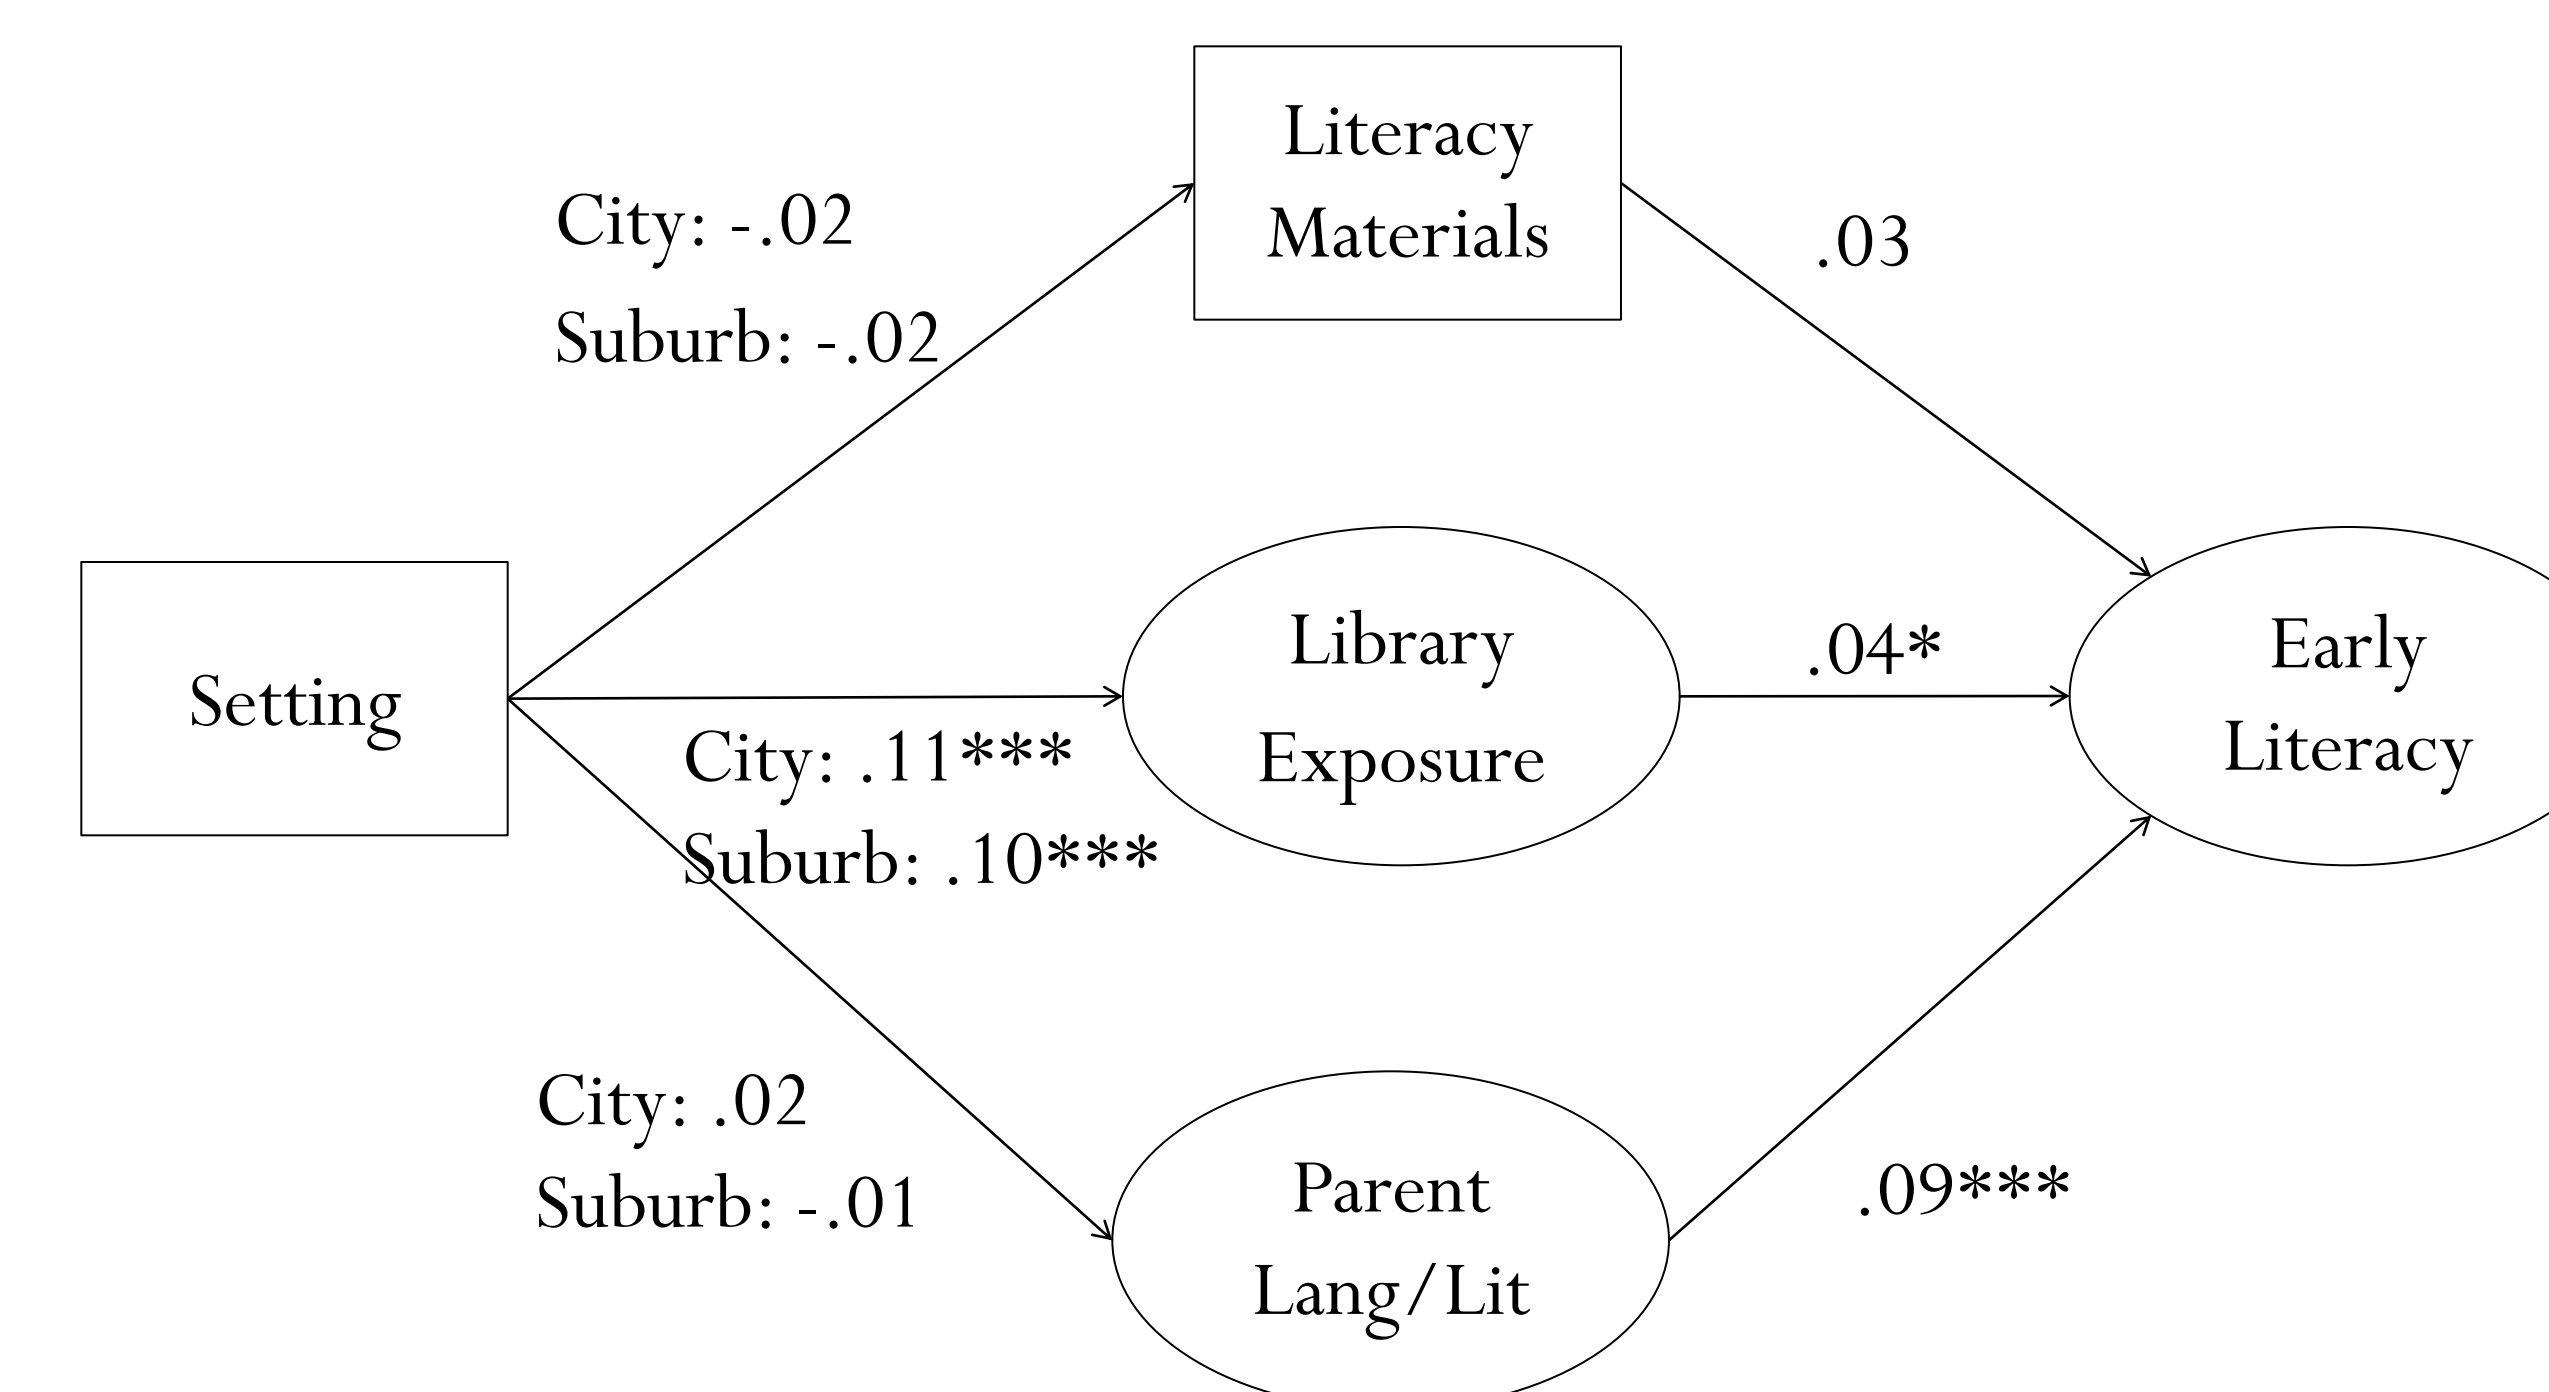 Literacy
Materials
City: -.02
Suburb: -.02
.03
Setting
Library
Exposure
City: .11***
Suburb: .10***
.04*
Early
Literacy
City: .02
Suburb: -.01
Parent
Lang/Lit
.09***